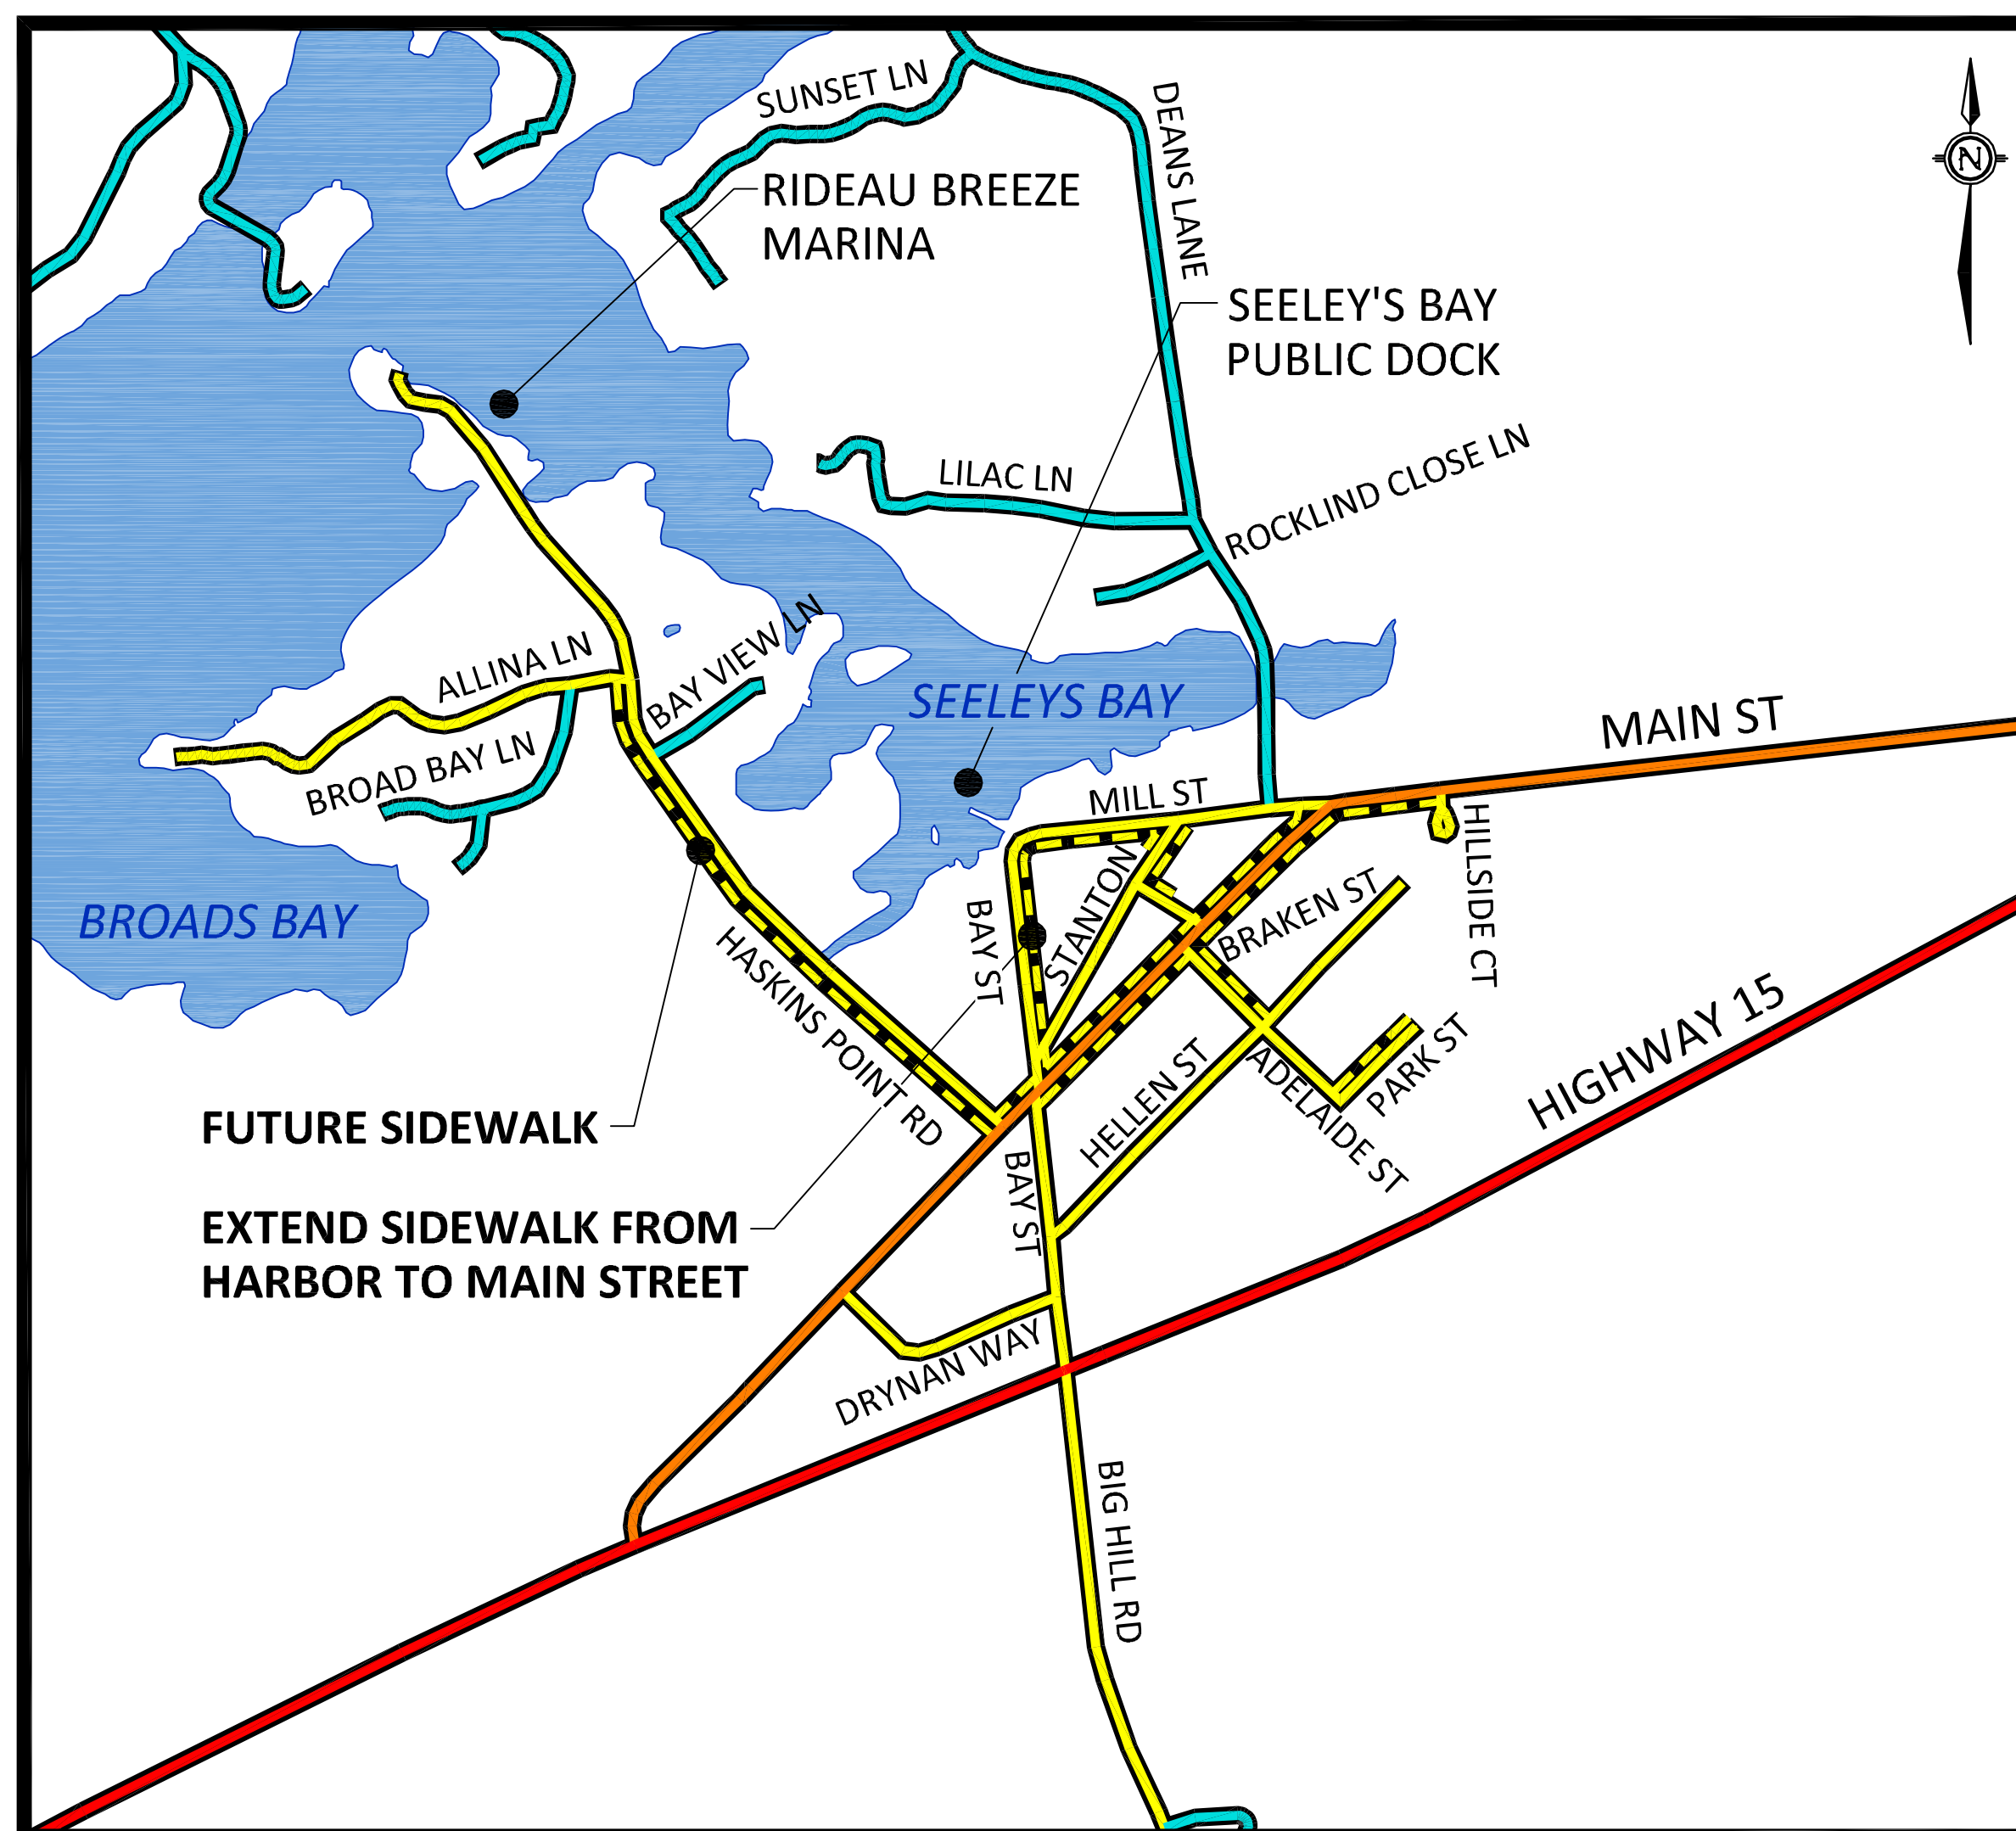 SUNSET LN
DEANS LANE
N
RIDEAU BREEZE
MARINA
SEELEY'S BAY
PUBLIC DOCK
LILAC LN
ROCKLIND CLOSE LN
ALLINA LN
BAY VIEW LN
SEELEYS BAY
MAIN ST
BROAD BAY LN
MILL ST
HILLSIDE CT
BROADS BAY
BAY ST
STANTON
BRAKEN ST
HASKINS POINT RD
HIGHWAY 15
HELLEN ST
ADELAIDE ST
PARK ST
FUTURE SIDEWALK
BAY ST
EXTEND SIDEWALK FROM
HARBOR TO MAIN STREET
DRYNAN WAY
BIG HILL RD